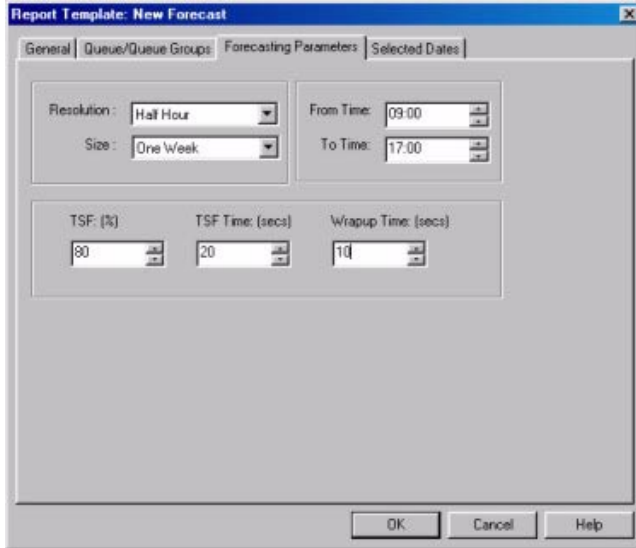 Report Template: New Forecast
General Queue/Queue Groups Forecasting Parameters Selected Dates
Resolution : Half Hour
Size : One Week
From Time: 09:00
To Time: 17:00
TSF: (%) TSF Time: (secs) Wrapup Time: (secs)
80 20 10
OK Cancel Help